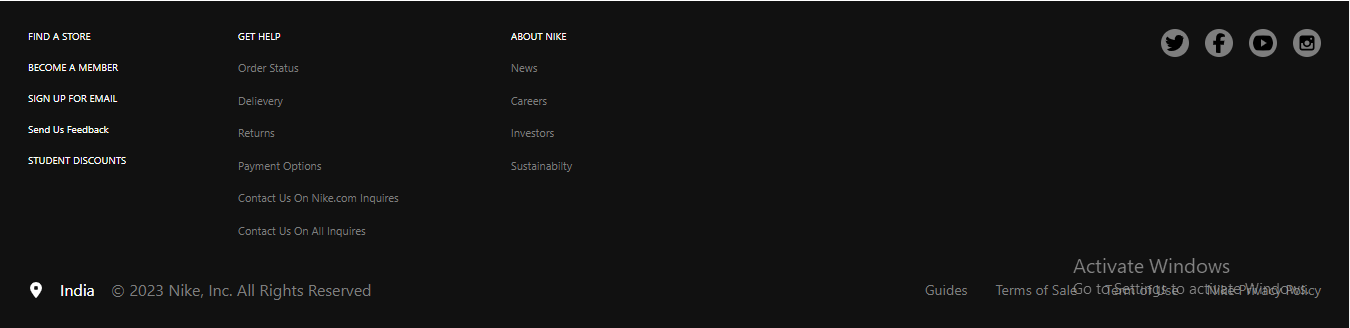 FIND A STORE
BECOME A MEMBER
SIGN UP FOR EMAIL
Send Us Feedback
STUDENT DISCOUNTS
GET HELP
Order Status
Delievery
Returns
Payment Options
Contact Us On Nike.com Inquires
Contact Us On All Inquires
ABOUT NIKE
News
Careers
Investors
Sustainabilty
India © 2023 Nike, Inc. All Rights Reserved
Guides Terms of Sale Term of Use Nike Privacy Policy
Activate Windows
Go to Settings to activate Windows.